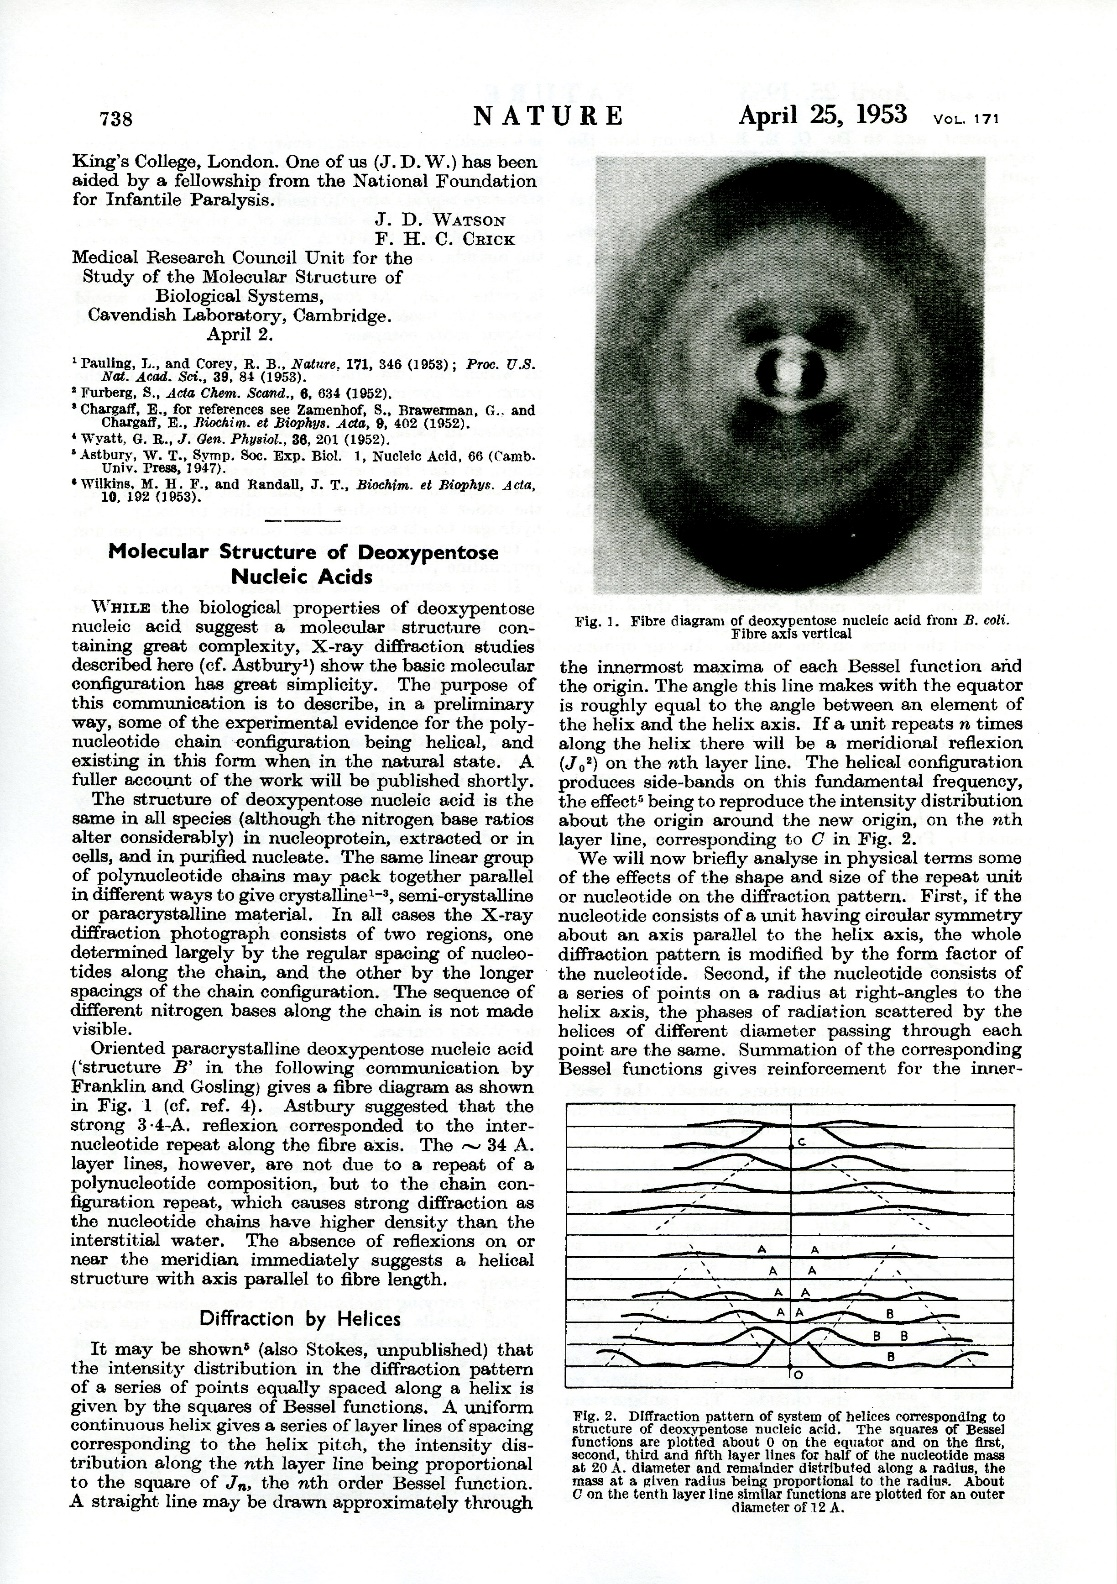 738
NATURE
April 25, 1953 VOL. 171
King's College, London. One of us (J. D. W.) has been
aided by a fellowship from the National Foundation
for Infantile Paralysis.
J. D. WATSON
F. H. C. CRICK
Medical Research Council Unit for the
Study of the Molecular Structure of
Biological Systems,
Cavendish Laboratory, Cambridge.
April 2.
¹ Pauling, L., and Corey, R. B., Nature, 171, 346 (1953) ; Proc. U.S.
Nat. Acad. Sci., 39, 84 (1953).
² Furberg, S., Acta Chem. Scand., 6, 634 (1952).
³ Chargaff, E., for references see Zamenhof, S., Brawerman, G., and
Chargaff, E., Biochim. et Biophys. Acta, 9, 402 (1952).
⁴ Wyatt, G. R., J. Gen. Physiol., 36, 201 (1952).
⁵ Astbury, W. T., Symp. Soc. Exp. Biol. 1, Nucleic Acid, 66 (Camb.
Univ. Press, 1947).
⁶ Wilkins, M. H. F., and Randall, J. T., Biochim. et Biophys. Acta,
10, 192 (1953).
Molecular Structure of Deoxypentose
Nucleic Acids
WHILE the biological properties of deoxypentose
nucleic acid suggest a molecular structure con-
taining great complexity, X-ray diffraction studies
described here (cf. Astbury¹) show the basic molecular
configuration has great simplicity. The purpose of
this communication is to describe, in a preliminary
way, some of the experimental evidence for the poly-
nucleotide chain configuration being helical, and
existing in this form when in the natural state. A
fuller account of the work will be published shortly.
The structure of deoxypentose nucleic acid is the
same in all species (although the nitrogen base ratios
alter considerably) in nucleoprotein, extracted or in
cells, and in purified nucleate. The same linear group
of polynucleotide chains may pack together parallel
in different ways to give crystalline¹⁻³, semi-crystalline
or paracrystalline material. In all cases the X-ray
diffraction photograph consists of two regions, one
determined largely by the regular spacing of nucleo-
tides along the chain, and the other by the longer
spacings of the chain configuration. The sequence of
different nitrogen bases along the chain is not made
visible.
Oriented paracrystalline deoxypentose nucleic acid
('structure B' in the following communication by
Franklin and Gosling) gives a fibre diagram as shown
in Fig. 1 (cf. ref. 4). Astbury suggested that the
strong 3·4-A. reflexion corresponded to the inter-
nucleotide repeat along the fibre axis. The ~ 34 A.
layer lines, however, are not due to a repeat of a
polynucleotide composition, but to the chain con-
figuration repeat, which causes strong diffraction as
the nucleotide chains have higher density than the
interstitial water. The absence of reflexions on or
near the meridian immediately suggests a helical
structure with axis parallel to fibre length.
Diffraction by Helices
It may be shown⁵ (also Stokes, unpublished) that
the intensity distribution in the diffraction pattern
of a series of points equally spaced along a helix is
given by the squares of Bessel functions. A uniform
continuous helix gives a series of layer lines of spacing
corresponding to the helix pitch, the intensity dis-
tribution along the nth layer line being proportional
to the square of Jₙ, the nth order Bessel function.
A straight line may be drawn approximately through
Fig. 1. Fibre diagram of deoxypentose nucleic acid from B. coli.
Fibre axis vertical
the innermost maxima of each Bessel function and
the origin. The angle this line makes with the equator
is roughly equal to the angle between an element of
the helix and the helix axis. If a unit repeats n times
along the helix there will be a meridional reflexion
(J₀²) on the nth layer line. The helical configuration
produces side-bands on this fundamental frequency,
the effect⁵ being to reproduce the intensity distribution
about the origin around the new origin, on the nth
layer line, corresponding to C in Fig. 2.
We will now briefly analyse in physical terms some
of the effects of the shape and size of the repeat unit
or nucleotide on the diffraction pattern. First, if the
nucleotide consists of a unit having circular symmetry
about an axis parallel to the helix axis, the whole
diffraction pattern is modified by the form factor of
the nucleotide. Second, if the nucleotide consists of
a series of points on a radius at right-angles to the
helix axis, the phases of radiation scattered by the
helices of different diameter passing through each
point are the same. Summation of the corresponding
Bessel functions gives reinforcement for the inner-
C
A A
A A
A A
A A B
B B
B
O
Fig. 2. Diffraction pattern of system of helices corresponding to
structure of deoxypentose nucleic acid. The squares of Bessel
functions are plotted about 0 on the equator and on the first,
second, third and fifth layer lines for half of the nucleotide mass
at 20 A. diameter and remainder distributed along a radius, the
mass at a given radius being proportional to the radius. About
C on the tenth layer line similar functions are plotted for an outer
diameter of 12 A.